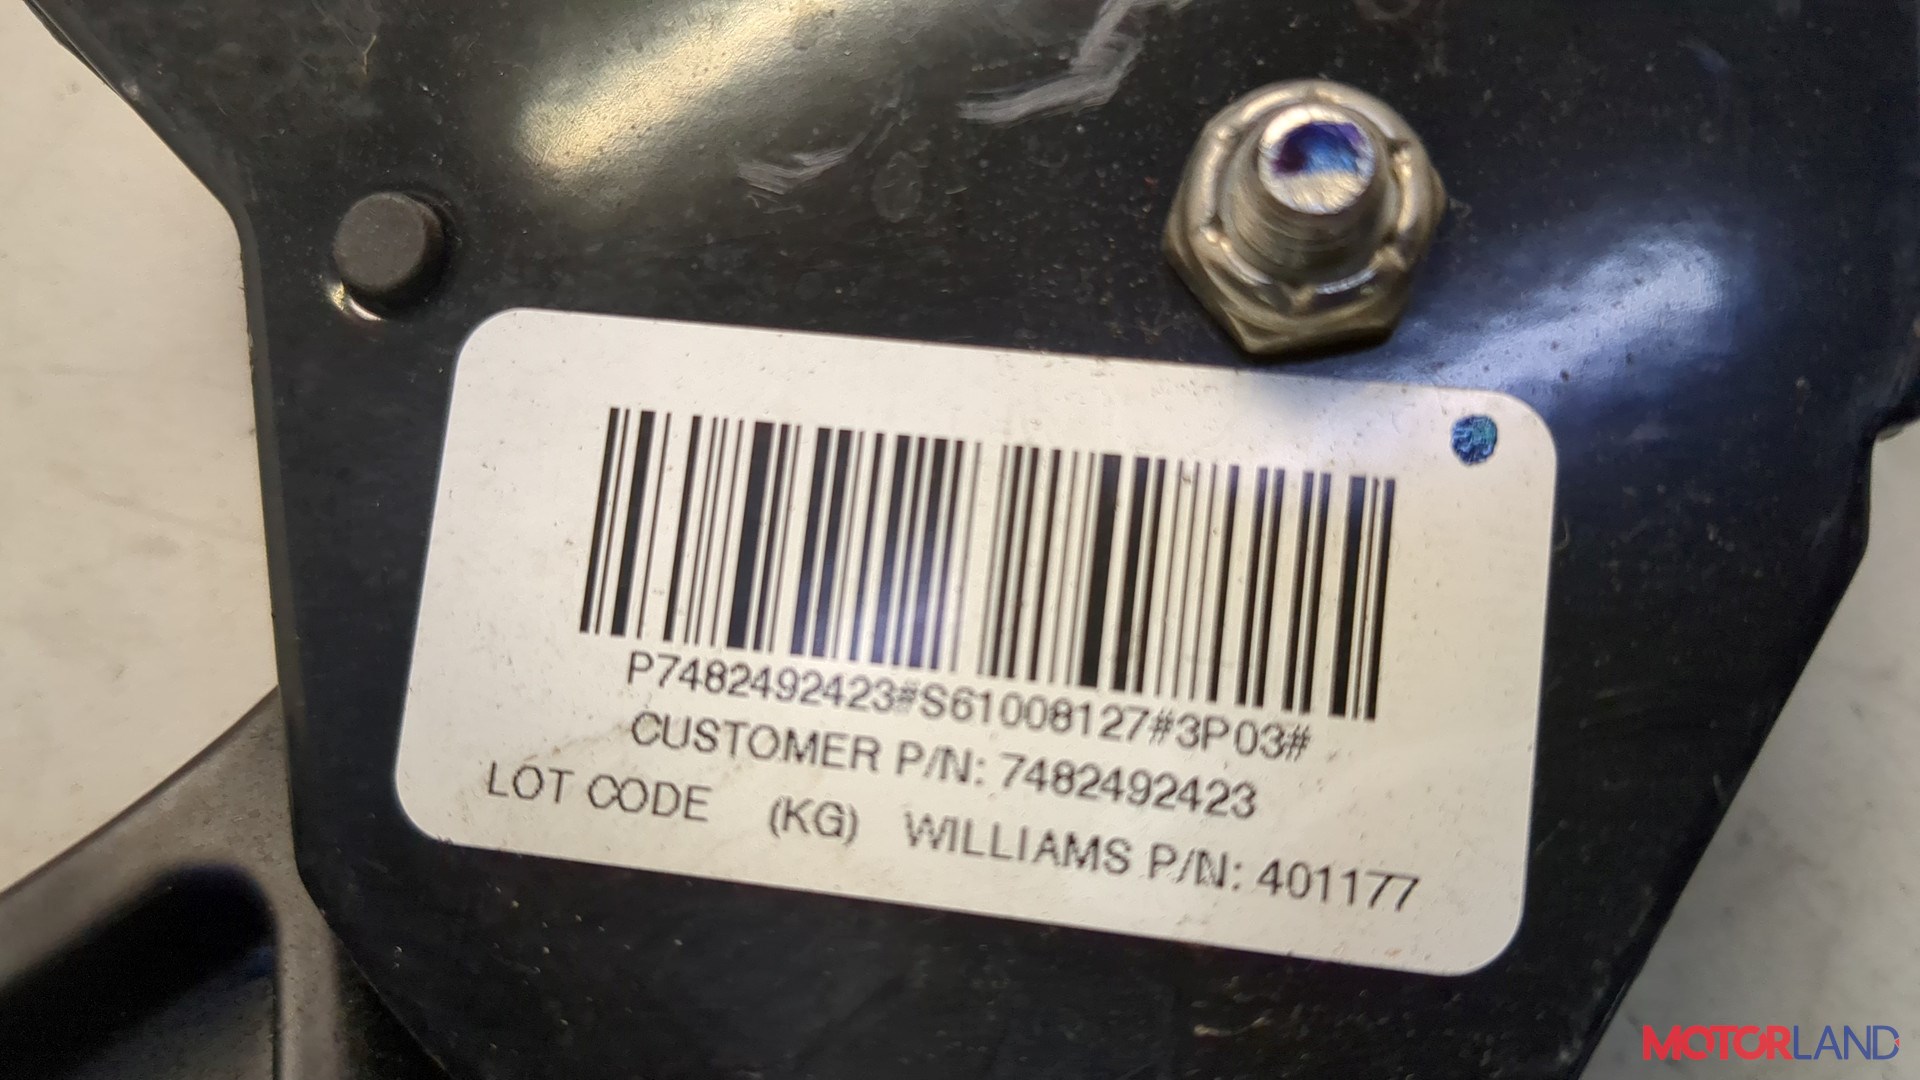 P7482492423#S61008127#3P03#
CUSTOMER P/N: 7482492423
LOT CODE (KG) WILLIAMS P/N: 401177
MOTORLAND